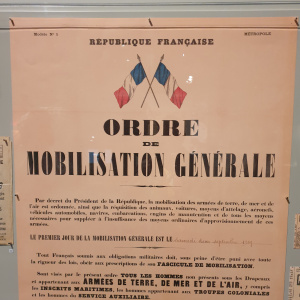 Modèle N° 1.
MÉTROPOLE
RÉPUBLIQUE FRANÇAISE
ORDRE
DE
MOBILISATION GÉNÉRALE
Par décret du Président de la République, la mobilisation des armées de terre, de mer et de
l'air est ordonnée, ainsi que la réquisition des animaux, voitures, moyens d'attelage, aéronefs,
véhicules automobiles, navires, embarcations, engins de manutention et de tous les moyens
nécessaires pour suppléer à l'insuffisance des moyens ordinaires d'approvisionnement de ces
armées.
LE PREMIER JOUR DE LA MOBILISATION GÉNÉRALE EST LE
Tout Français soumis aux obligations militaires doit, sous peine d'être puni avec toute
la rigueur des lois, obéir aux prescriptions de son FASCICULE DE MOBILISATION.
Sont visés par le présent ordre TOUS LES HOMMES non présents sous les Drapeaux
et appartenant aux ARMÉES DE TERRE, DE MER ET DE L'AIR, y compris
les INSCRITS MARITIMES, les hommes appartenant aux TROUPES COLONIALES
et les hommes du SERVICE AUXILIAIRE.